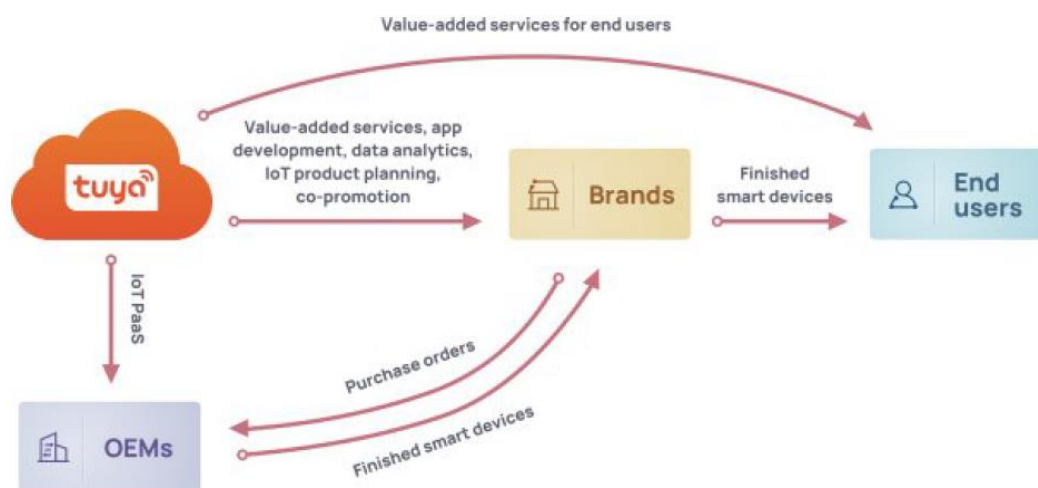 Value-added services for end users
Value-added services, app
development, data analytics,
IoT product planning,
co-promotion
tuya
Brands
Finished
smart devices
End
users
IoT PaaS
Purchase orders
Finished smart devices
OEMs